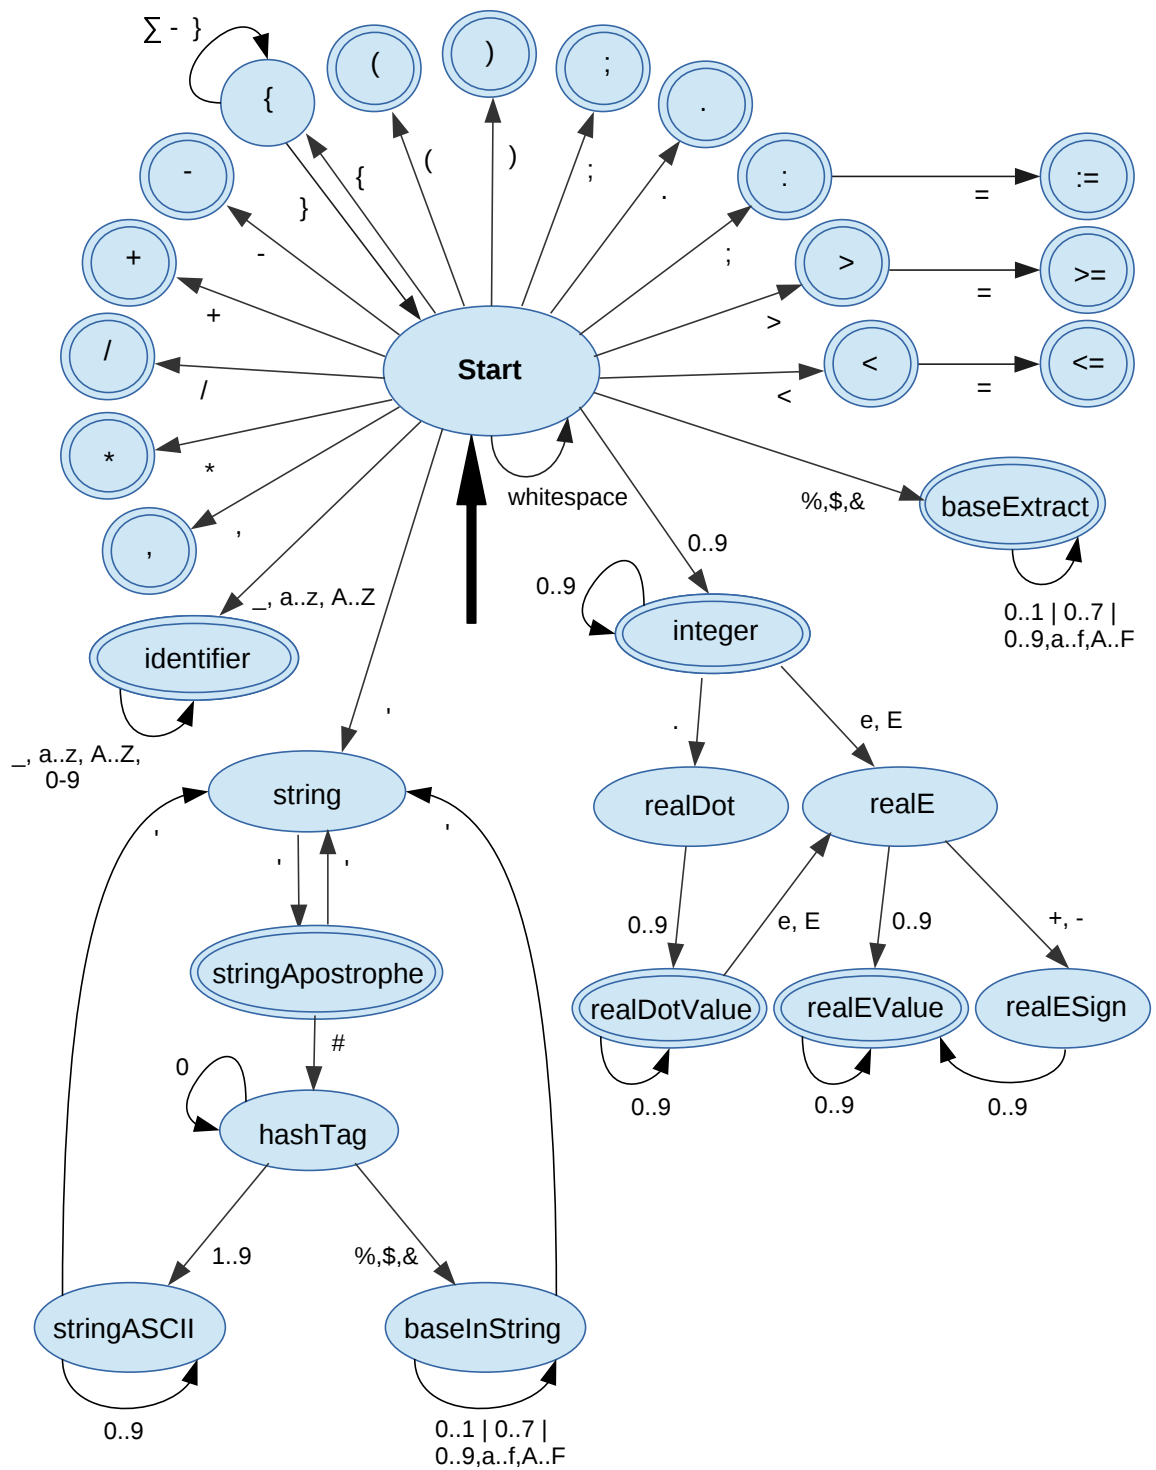 ∑ - }
(
)
;
.
{
-
:
:=
=
(
)
;
.
{
}
+
-
;
>
>=
=
/
+
>
Start
<
<=
=
/
<
*
*
whitespace
%,$,&
baseExtract
,
,
0..9
0..9
_, a..z, A..Z
0..1 | 0..7 |
0..9,a..f,A..F
integer
identifier
'
.
e, E
_, a..z, A..Z,
0-9
string
realDot
realE
'
'
'
'
0..9
e, E
0..9
+, -
stringApostrophe
realDotValue
realEValue
realESign
#
0
0..9
0..9
0..9
hashTag
1..9
%,$,&
stringASCII
baseInString
0..9
0..1 | 0..7 |
0..9,a..f,A..F